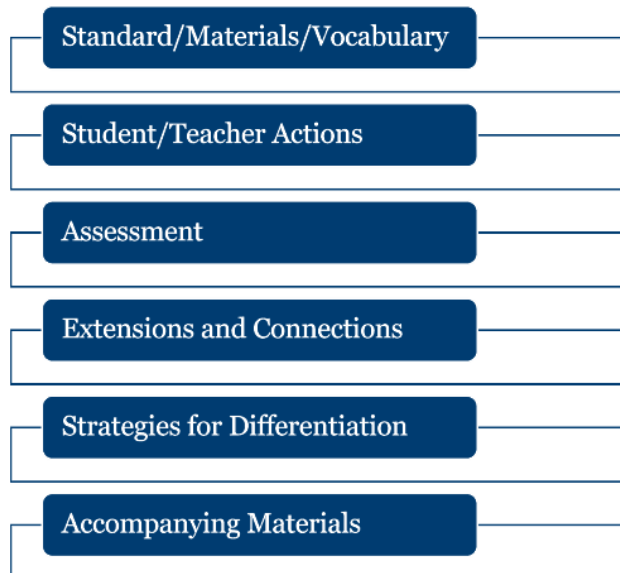 Standard/Materials/Vocabulary
Student/Teacher Actions
Assessment
Extensions and Connections
Strategies for Differentiation
Accompanying Materials